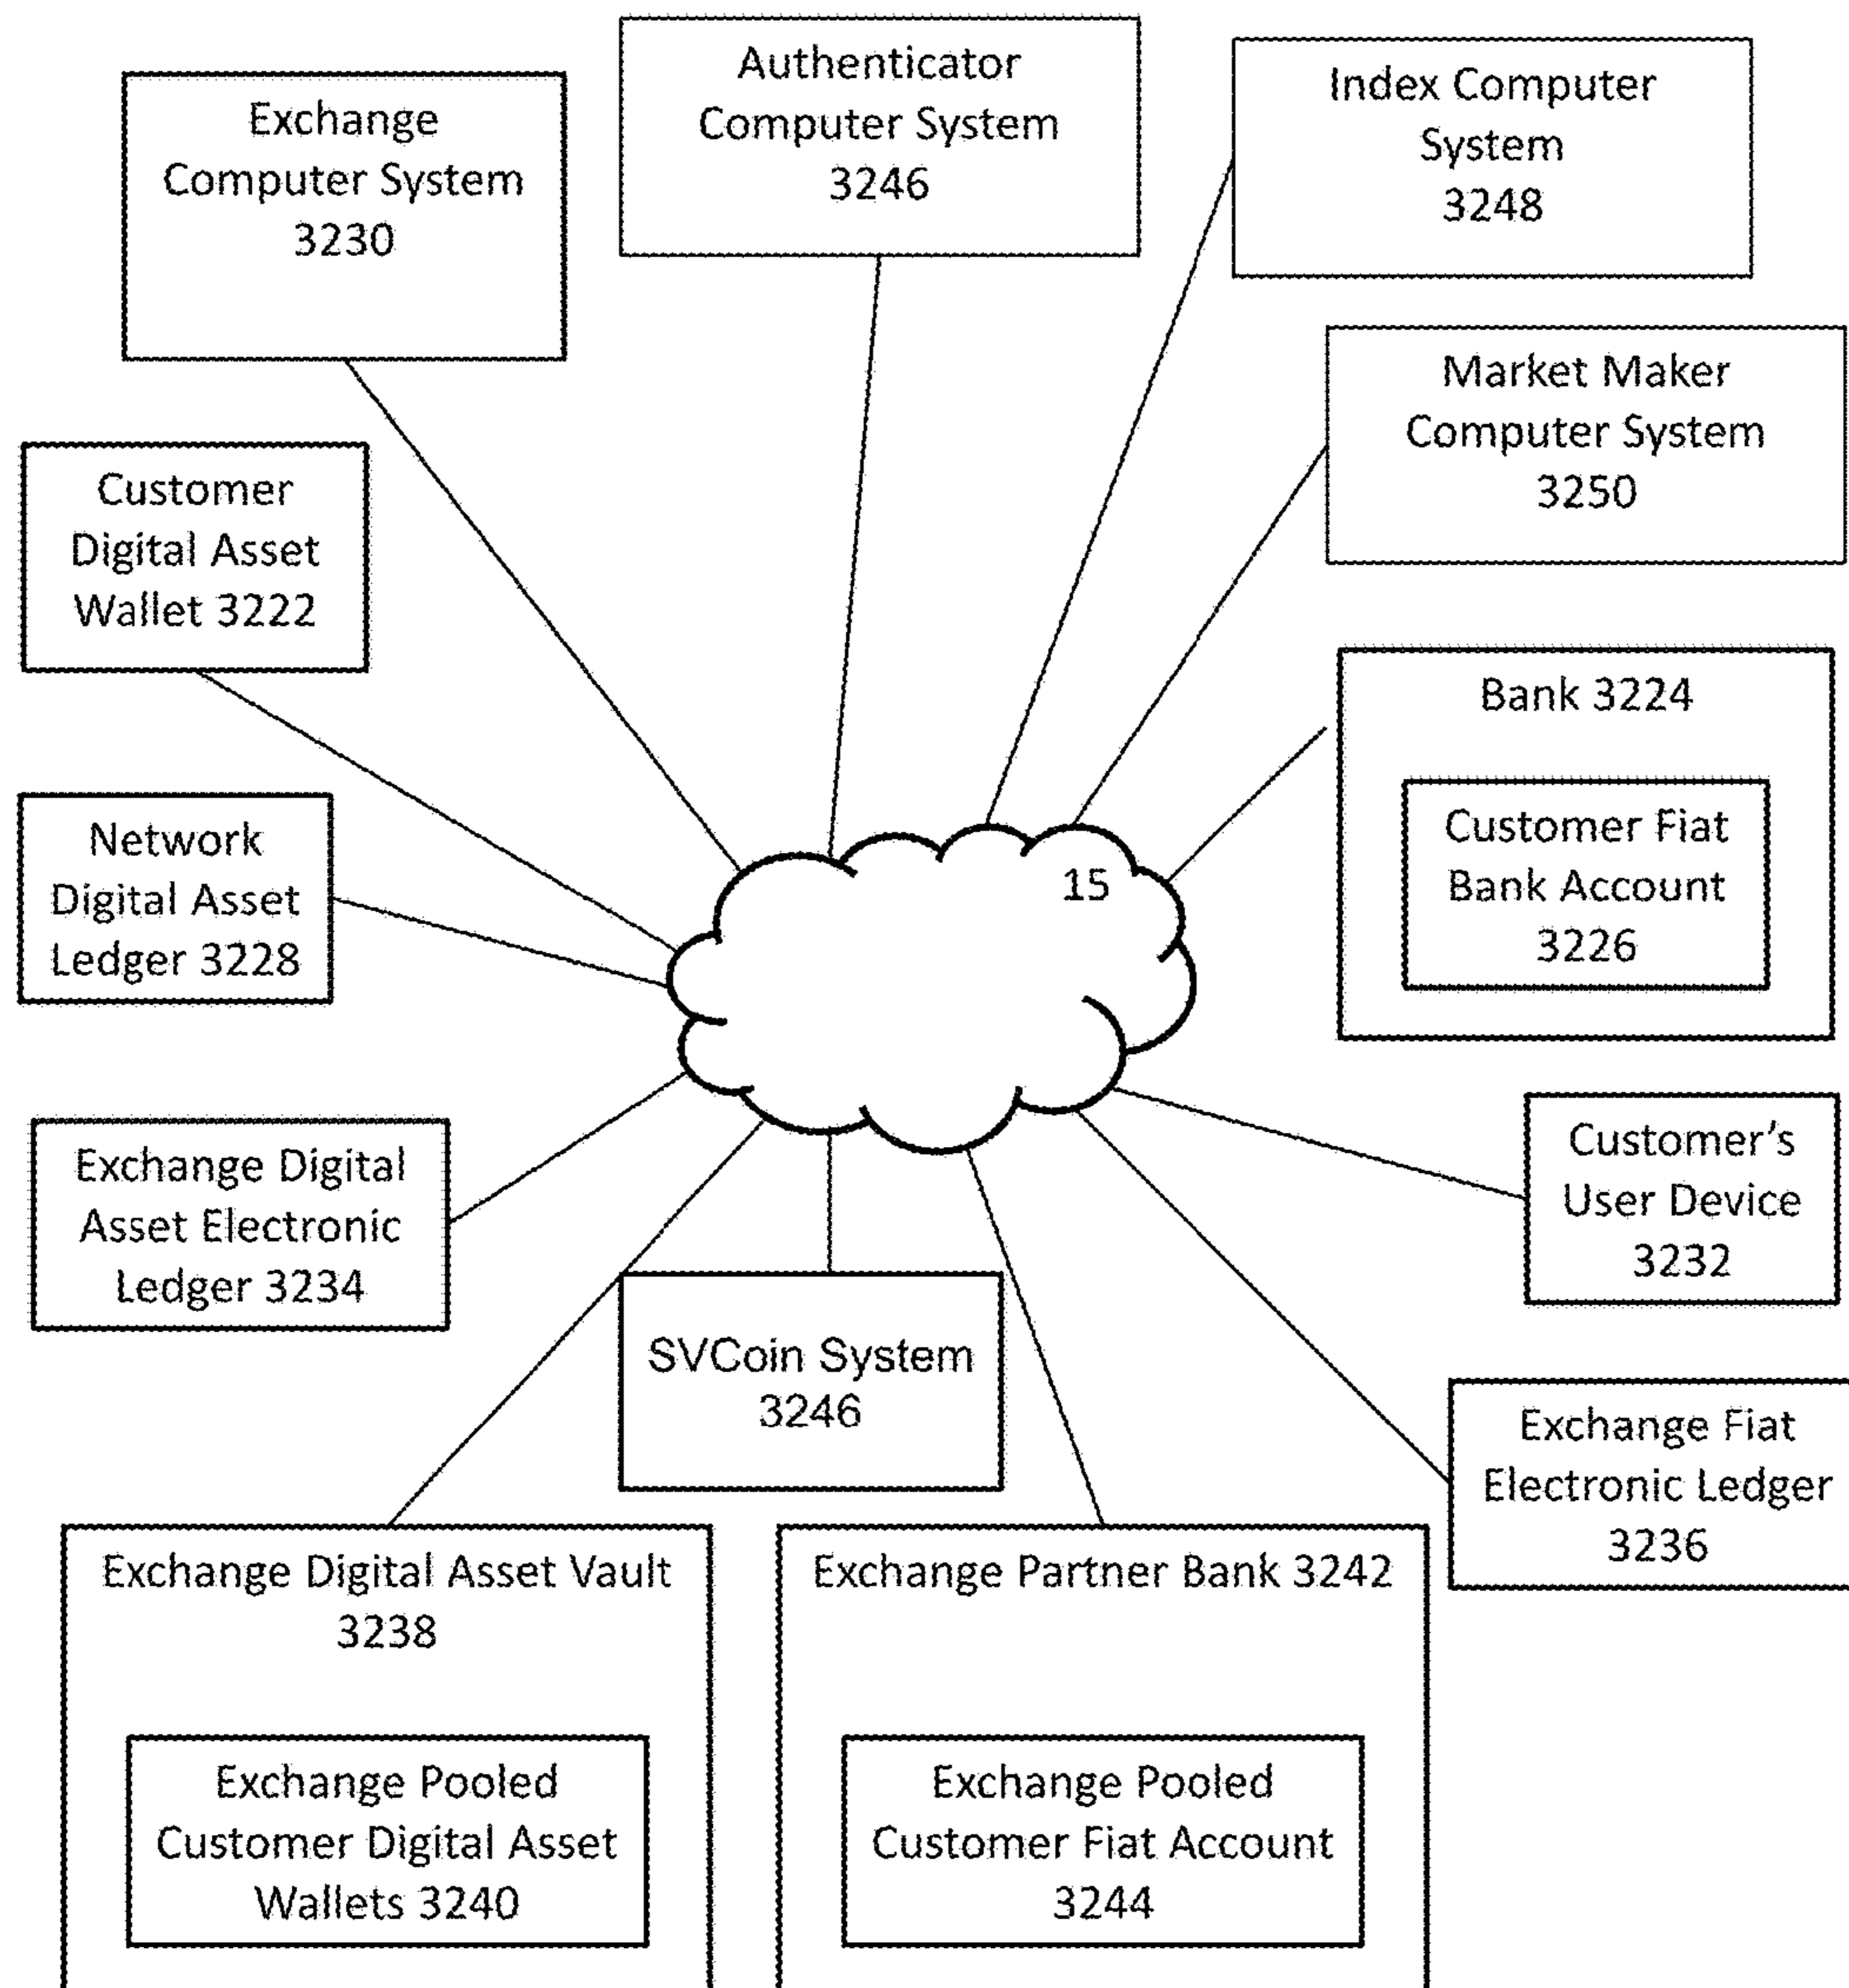 Exchange
Computer System
3230
Authenticator
Computer System
3246
Index Computer
System
3248
Market Maker
Computer System
3250
Customer
Digital Asset
Wallet 3222
Bank 3224
Customer Fiat
Bank Account
3226
Network
Digital Asset
Ledger 3228
15
Exchange Digital
Asset Electronic
Ledger 3234
Customer’s
User Device
3232
SVCoin System
3246
Exchange Fiat
Electronic Ledger
3236
Exchange Digital Asset Vault
3238
Exchange Pooled
Customer Digital Asset
Wallets 3240
Exchange Partner Bank 3242
Exchange Pooled
Customer Fiat Account
3244